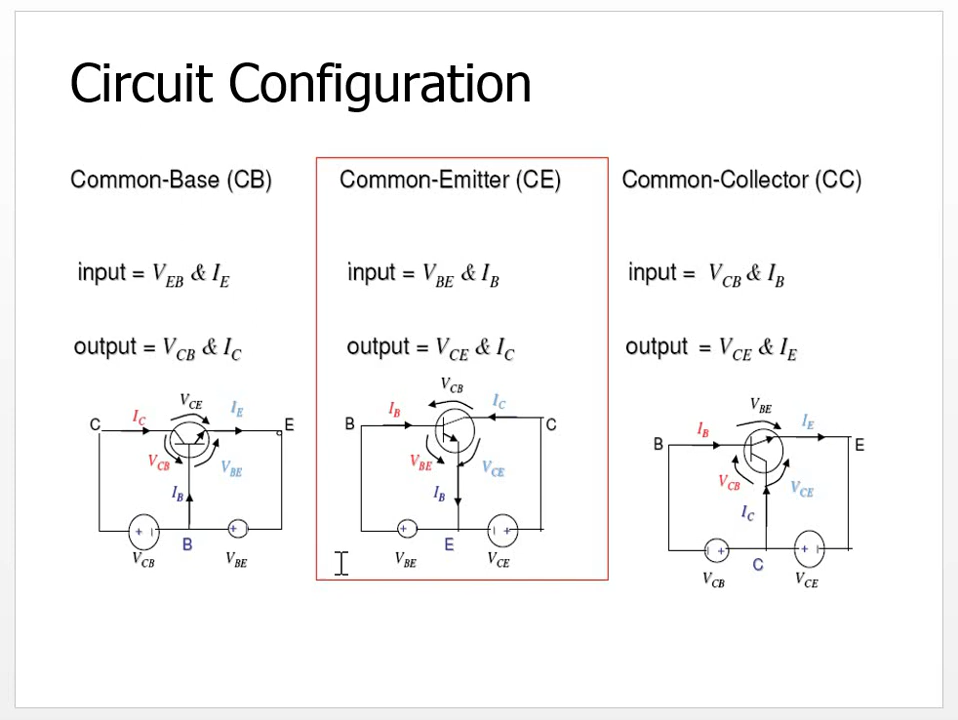 Circuit Configuration
Common-Base (CB)
input = V_EB & I_E
output = V_CB & I_C
V_CE
I_C
I_E
C
E
V_CB
V_BE
I_B
B
V_CB
V_BE
Common-Emitter (CE)
input = V_BE & I_B
output = V_CE & I_C
V_CB
I_B
I_C
B
C
V_BE
V_CE
I_B
E
V_BE
V_CE
Common-Collector (CC)
input = V_CB & I_B
output = V_CE & I_E
V_BE
I_B
I_E
B
E
V_CB
V_CE
I_C
C
V_CB
V_CE